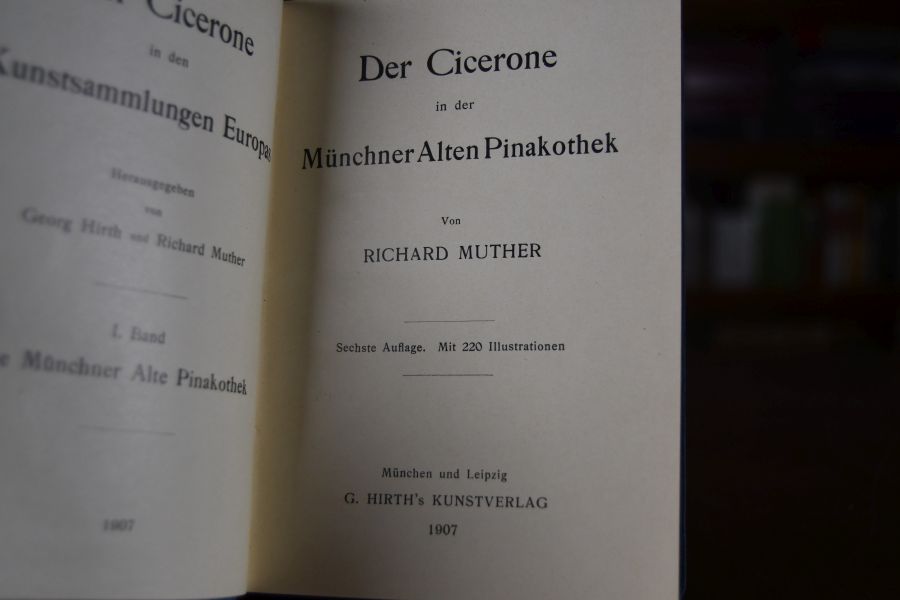 Cicerone
in den
Kunstsammlungen Europas
Herausgegeben
von
Georg Hirth und Richard Muther
I. Band
Münchner Alte Pinakothek
1907
Der Cicerone
in der
Münchner Alten Pinakothek
Von
RICHARD MUTHER
Sechste Auflage. Mit 220 Illustrationen
München und Leipzig
G. HIRTH's KUNSTVERLAG
1907